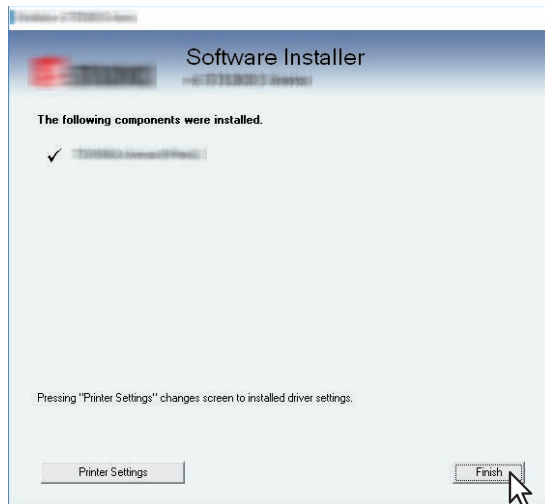 Software Installer
The following components were installed.
Pressing "Printer Settings" changes screen to installed driver settings.
Printer Settings
Finish